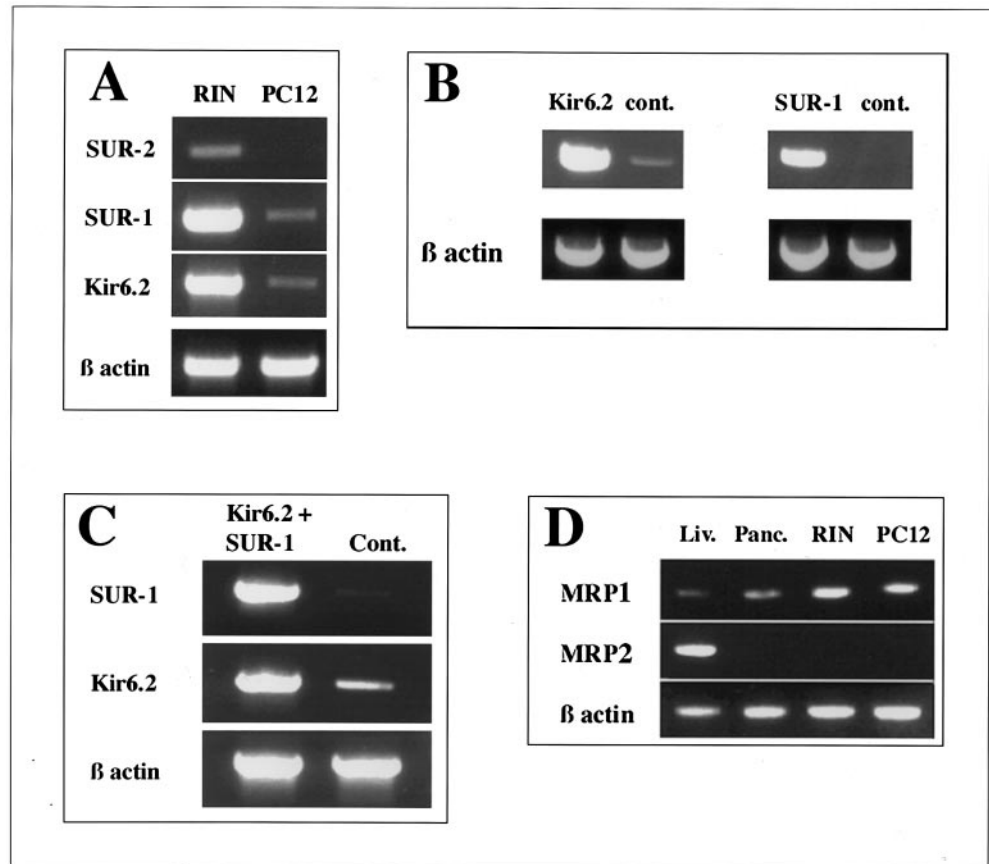 A
RIN PC12
SUR-2
SUR-1
Kir6.2
ß actin
B
Kir6.2 cont. SUR-1 cont.
ß actin
C
Kir6.2 +
SUR-1 Cont.
SUR-1
Kir6.2
ß actin
D
Liv. Panc. RIN PC12
MRP1
MRP2
ß actin